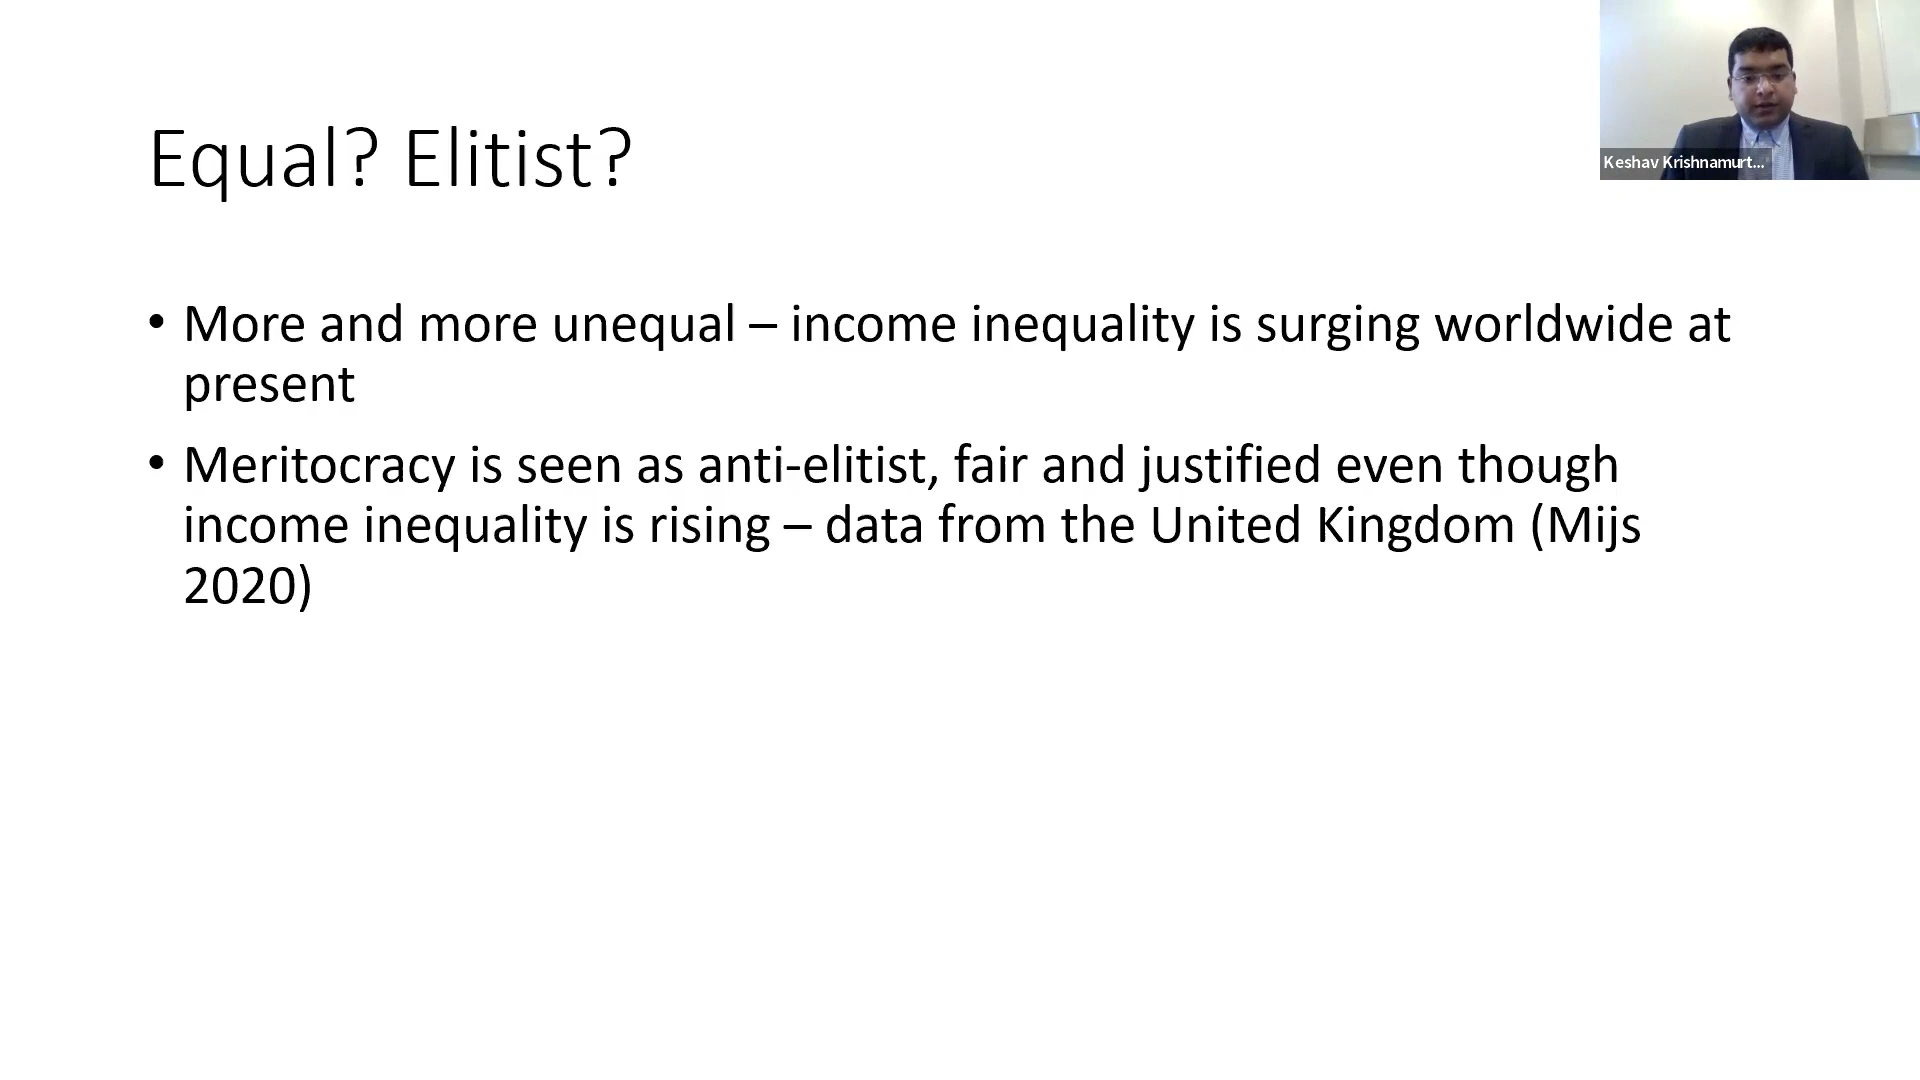 Keshav Krishnamurt...
Equal? Elitist?
• More and more unequal – income inequality is surging worldwide at
present
• Meritocracy is seen as anti-elitist, fair and justified even though
income inequality is rising – data from the United Kingdom (Mijs
2020)